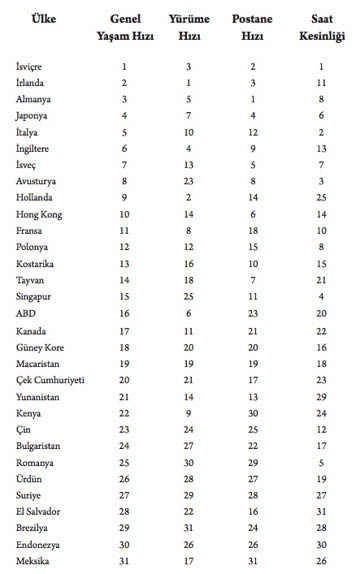 Ülke Genel Yürüme Postane Saat
Yaşam Hızı Hızı Hızı Kesinliği
İsviçre 1 3 2 1
İrlanda 2 1 3 11
Almanya 3 5 1 8
Japonya 4 7 4 6
İtalya 5 10 12 2
İngiltere 6 4 9 13
İsveç 7 13 5 7
Avusturya 8 23 8 3
Hollanda 9 2 14 25
Hong Kong 10 14 6 14
Fransa 11 8 18 10
Polonya 12 12 15 8
Kostarika 13 16 10 15
Tayvan 14 18 7 21
Singapur 15 25 11 4
ABD 16 6 23 20
Kanada 17 11 21 22
Güney Kore 18 20 20 16
Macaristan 19 19 19 18
Çek Cumhuriyeti 20 21 17 23
Yunanistan 21 14 13 29
Kenya 22 9 30 24
Çin 23 24 25 12
Bulgaristan 24 27 22 17
Romanya 25 30 29 5
Ürdün 26 28 27 19
Suriye 27 29 28 27
El Salvador 28 22 16 31
Brezilya 29 31 24 28
Endonezya 30 26 26 30
Meksika 31 17 31 26